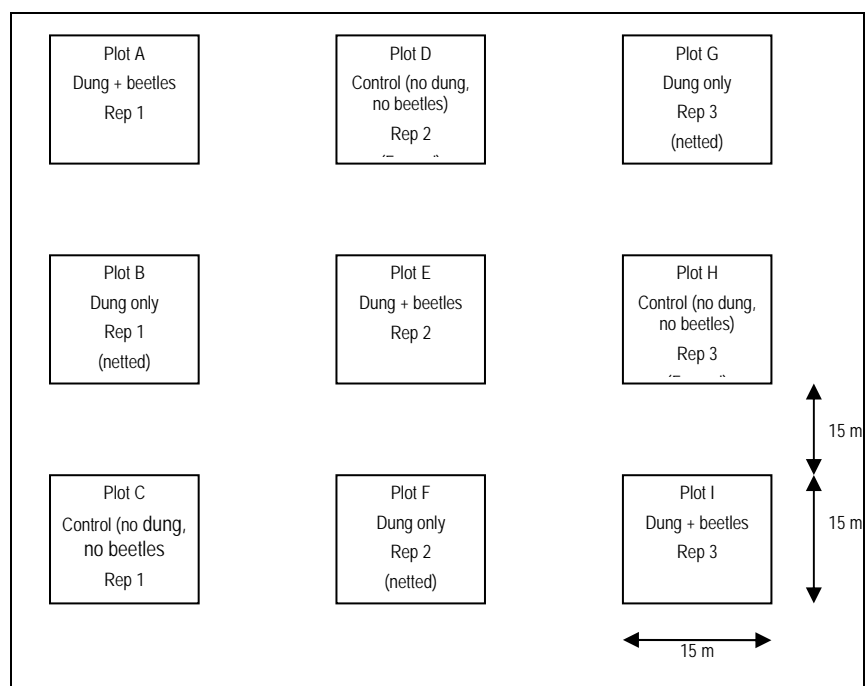 Plot A
Dung + beetles
Rep 1
Plot D
Control (no dung,
no beetles)
Rep 2
Plot G
Dung only
Rep 3
(netted)
Plot B
Dung only
Rep 1
(netted)
Plot E
Dung + beetles
Rep 2
Plot H
Control (no dung,
no beetles)
Rep 3
15 m
Plot C
Control (no dung,
no beetles
Rep 1
Plot F
Dung only
Rep 2
(netted)
Plot I
Dung + beetles
Rep 3
15 m
15 m